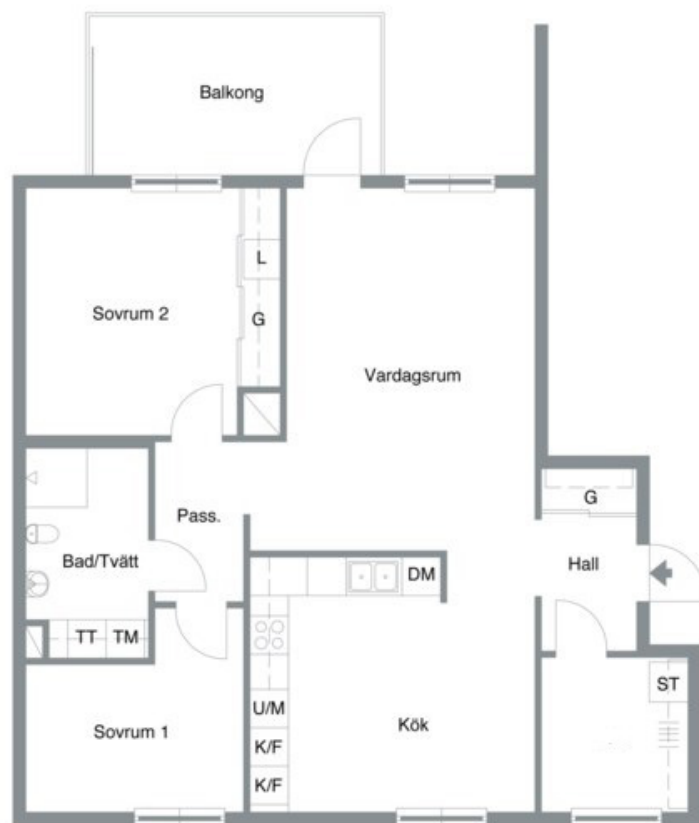 Balkong
L
Sovrum 2
G
Vardagsrum
G
Pass.
Bad/Tvätt
Hall
DM
TT TM
ST
U/M
Sovrum 1
Kök
K/F
K/F